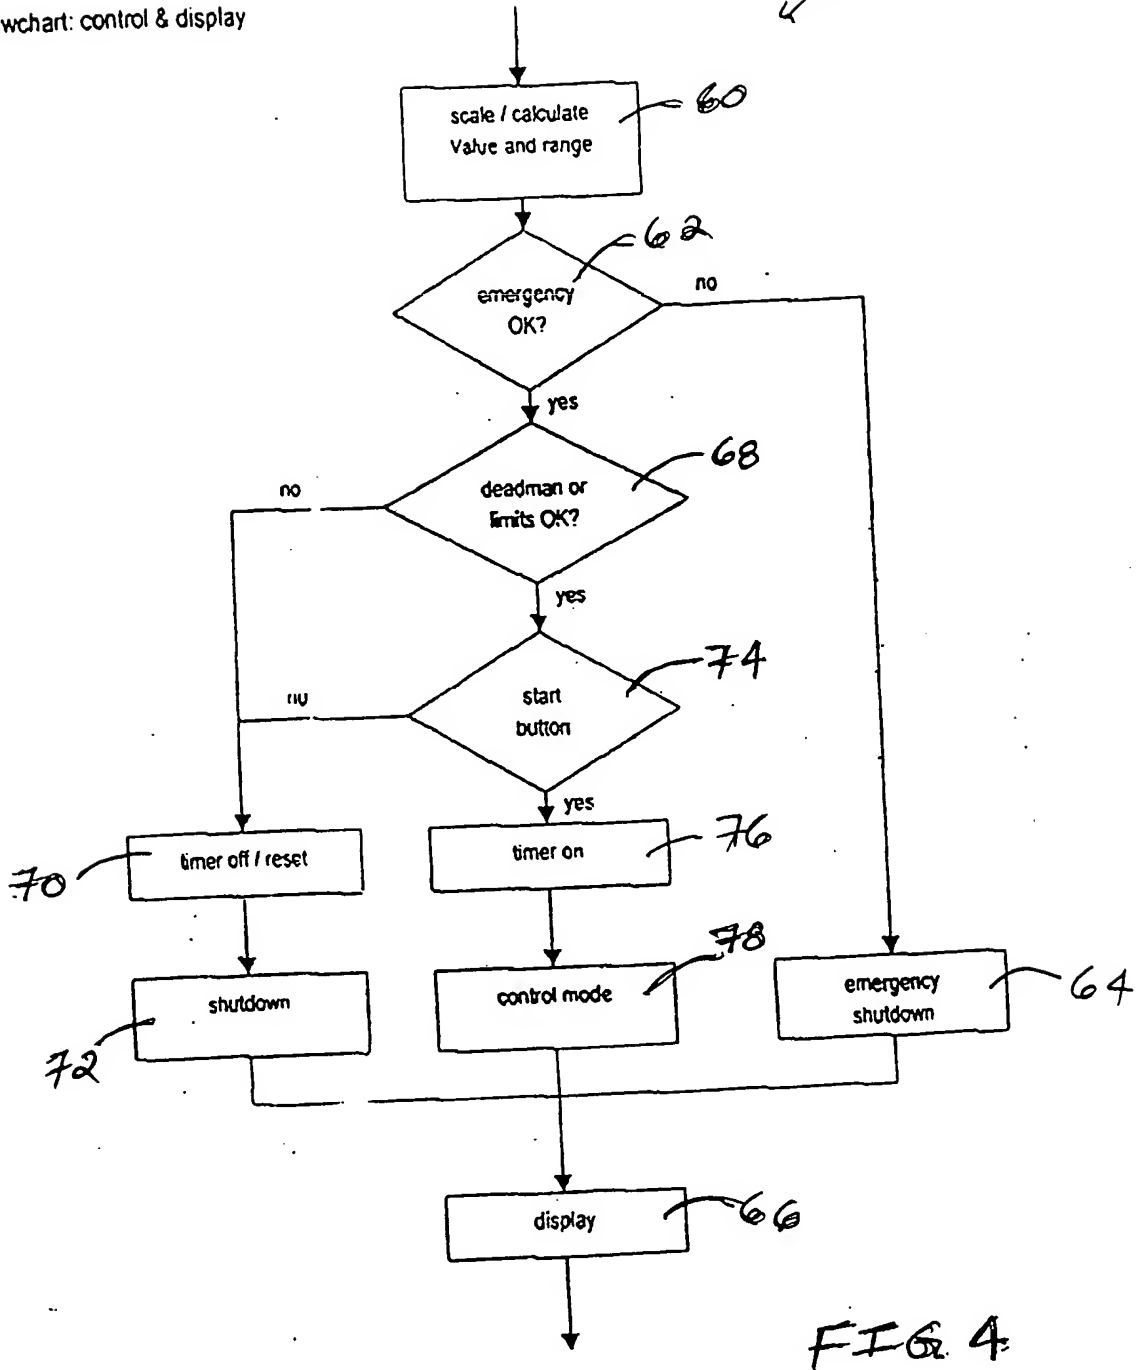 wchart: control & display
scale / calculate
Value and range
60
62
emergency
OK?
no
yes
68
deadman or
limits OK?
no
yes
74
start
button
no
yes
70
timer off / reset
timer on
76
78
72
shutdown
control mode
emergency
shutdown
64
display
66
FIG. 4